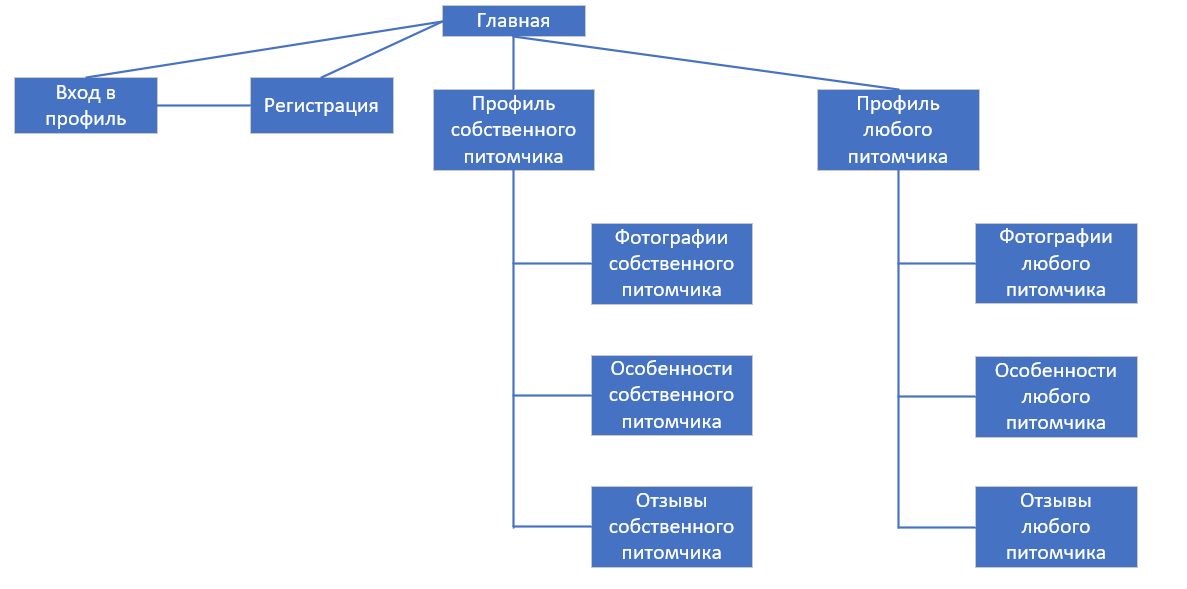 Главная
Вход в
профиль
Регистрация
Профиль
собственного
питомчика
Профиль
любого
питомчика
Фотографии
собственного
питомчика
Фотографии
любого
питомчика
Особенности
собственного
питомчика
Особенности
любого
питомчика
Отзывы
собственного
питомчика
Отзывы
любого
питомчика